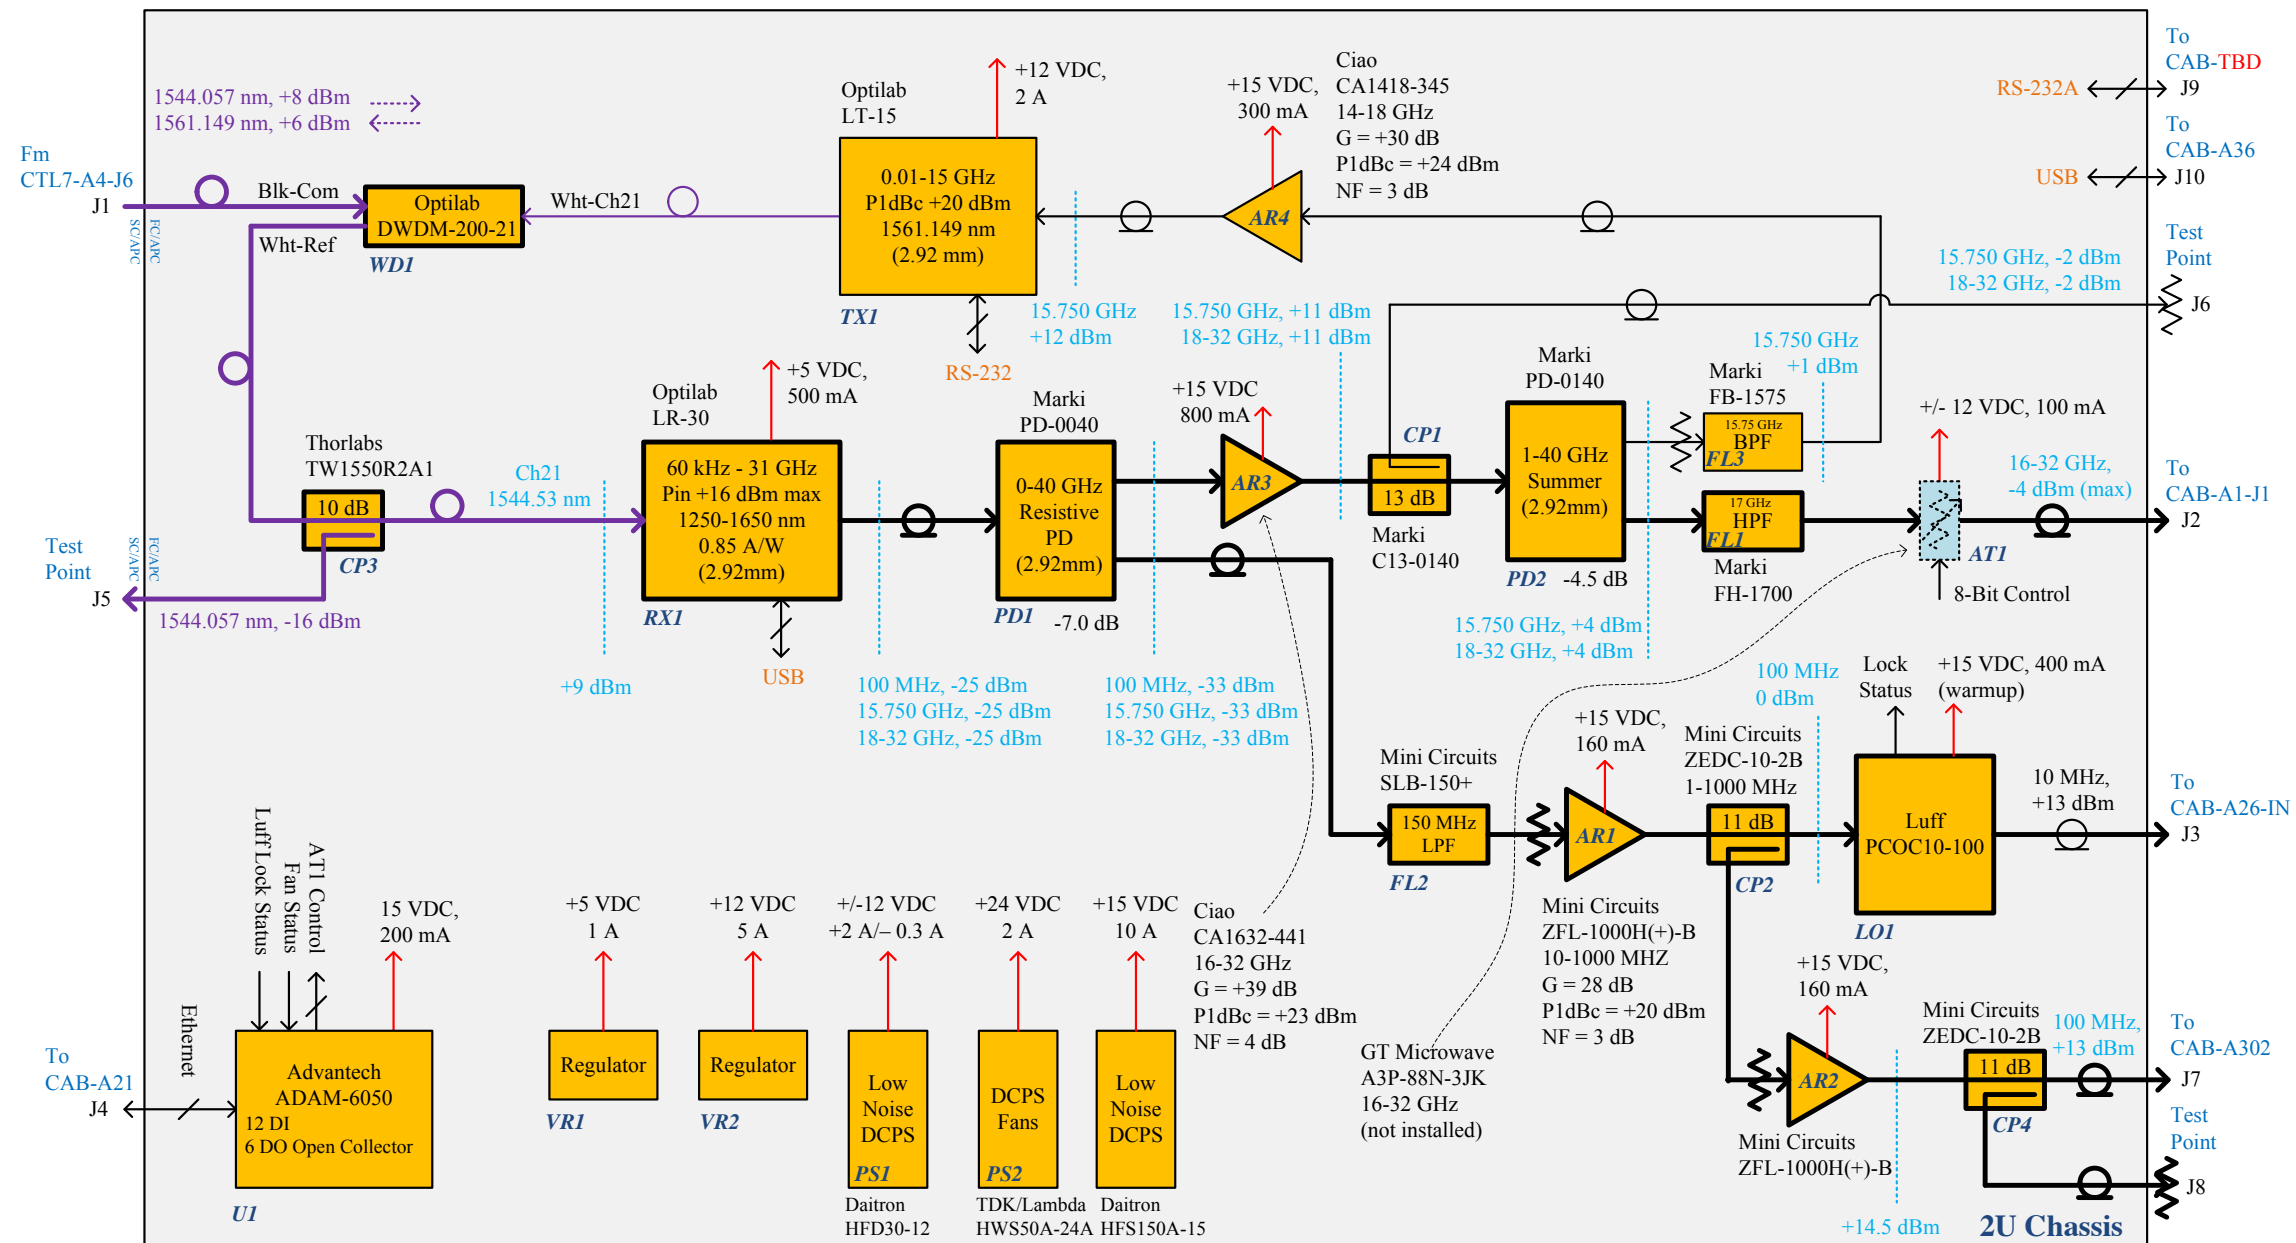 To
CAB-TBD
J9
RS-232A
To
CAB-A36
J10
USB
Test
Point
J6
15.750 GHz, -2 dBm
18-32 GHz, -2 dBm
1544.057 nm, +8 dBm
1561.149 nm, +6 dBm
Fm
CTL7-A4-J6
J1
SC/APC
FC/APC
Blk-Com
Wht-Ref
Optilab
DWDM-200-21
WD1
Wht-Ch21
Optilab
LT-15
+12 VDC,
2 A
0.01-15 GHz
P1dBc +20 dBm
1561.149 nm
(2.92 mm)
TX1
RS-232
15.750 GHz
+12 dBm
+15 VDC,
300 mA
AR4
Ciao
CA1418-345
14-18 GHz
G = +30 dB
P1dBc = +24 dBm
NF = 3 dB
15.750 GHz, +11 dBm
18-32 GHz, +11 dBm
Thorlabs
TW1550R2A1
10 dB
CP3
Test
Point
J5
SC/APC
FC/APC
1544.057 nm, -16 dBm
Ch21
1544.53 nm
+9 dBm
Optilab
LR-30
+5 VDC,
500 mA
60 kHz - 31 GHz
Pin +16 dBm max
1250-1650 nm
0.85 A/W
(2.92mm)
RX1
USB
100 MHz, -25 dBm
15.750 GHz, -25 dBm
18-32 GHz, -25 dBm
Marki
PD-0040
0-40 GHz
Resistive
PD
(2.92mm)
PD1
-7.0 dB
100 MHz, -33 dBm
15.750 GHz, -33 dBm
18-32 GHz, -33 dBm
+15 VDC
800 mA
AR3
CP1
13 dB
Marki
C13-0140
Marki
PD-0140
1-40 GHz
Summer
(2.92mm)
PD2
-4.5 dB
15.750 GHz, +4 dBm
18-32 GHz, +4 dBm
15.750 GHz
+1 dBm
Marki
FB-1575
15.75 GHz
BPF
FL3
17 GHz
HPF
FL1
Marki
FH-1700
+/- 12 VDC, 100 mA
AT1
8-Bit Control
16-32 GHz,
-4 dBm (max)
To
CAB-A1-J1
J2
Mini Circuits
SLB-150+
150 MHz
LPF
FL2
+15 VDC,
160 mA
AR1
Mini Circuits
ZFL-1000H(+)-B
10-1000 MHZ
G = 28 dB
P1dBc = +20 dBm
NF = 3 dB
Mini Circuits
ZEDC-10-2B
1-1000 MHz
11 dB
CP2
100 MHz
0 dBm
Lock
Status
+15 VDC, 400 mA
(warmup)
Luff
PCOC10-100
LO1
10 MHz,
+13 dBm
To
CAB-A26-IN
J3
Luff Lock Status
Fan Status
AT1 Control
15 VDC,
200 mA
Ethernet
To
CAB-A21
J4
Advantech
ADAM-6050
12 DI
6 DO Open Collector
U1
+5 VDC
1 A
Regulator
VR1
+12 VDC
5 A
Regulator
VR2
+/-12 VDC
+2 A/– 0.3 A
Low
Noise
DCPS
PS1
Daitron
HFD30-12
+24 VDC
2 A
DCPS
Fans
PS2
TDK/Lambda
HWS50A-24A
+15 VDC
10 A
Low
Noise
DCPS
Daitron
HFS150A-15
Ciao
CA1632-441
16-32 GHz
G = +39 dB
P1dBc = +23 dBm
NF = 4 dB
GT Microwave
A3P-88N-3JK
16-32 GHz
(not installed)
+15 VDC,
160 mA
AR2
Mini Circuits
ZFL-1000H(+)-B
+14.5 dBm
Mini Circuits
ZEDC-10-2B
11 dB
CP4
100 MHz,
+13 dBm
To
CAB-A302
J7
Test
Point
J8
2U Chassis